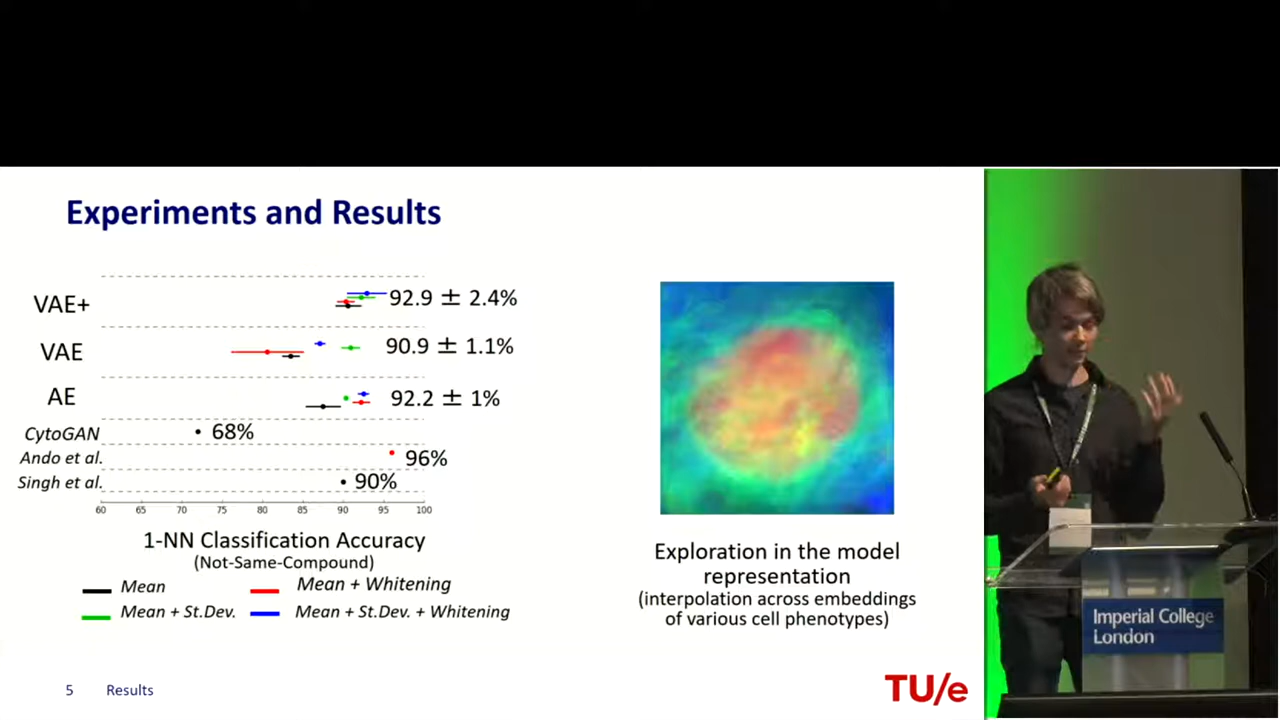 Experiments and Results
VAE+
92.9 ± 2.4%
VAE
90.9 ± 1.1%
AE
92.2 ± 1%
CytoGAN
68%
Ando et al.
96%
Singh et al.
90%
60 65 70 75 80 85 90 95 100
1-NN Classification Accuracy
(Not-Same-Compound)
Mean
Mean + Whitening
Mean + St.Dev.
Mean + St.Dev. + Whitening
Exploration in the model
representation
(interpolation across embeddings
of various cell phenotypes)
5 Results
TU/e
Imperial College
London